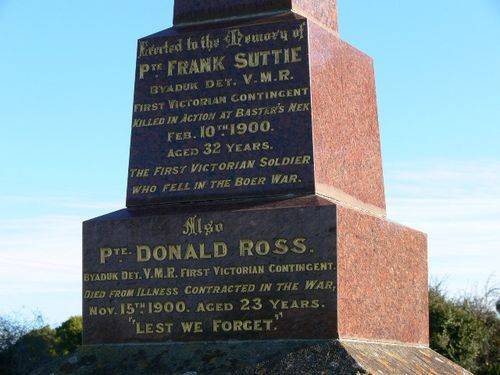 Erected to the Memory of
PTE FRANK SUTTIE
BYADUK DET. V.M.R.
FIRST VICTORIAN CONTINGENT
KILLED IN ACTION AT BASTER'S NEK
FEB. 10TH 1900.
AGED 32 YEARS.
THE FIRST VICTORIAN SOLDIER
WHO FELL IN THE BOER WAR.
Also
PTE. DONALD ROSS.
BYADUK DET. V.M.R. FIRST VICTORIAN CONTINGENT.
DIED FROM ILLNESS CONTRACTED IN THE WAR,
NOV. 15TH 1900. AGED 23 YEARS.
"LEST WE FORGET."